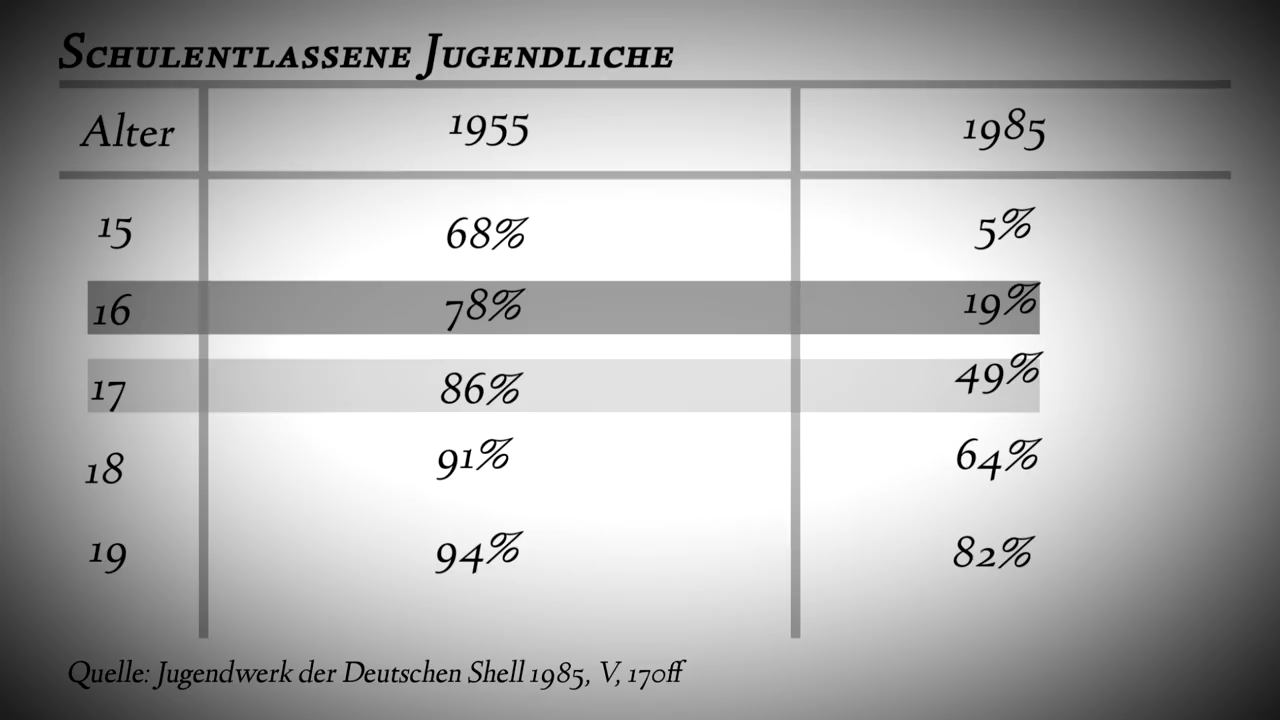 Schulentlassene Jugendliche
Alter 1955 1985
15 68% 5%
16 78% 19%
17 86% 49%
18 91% 64%
19 94% 82%
Quelle: Jugendwerk der Deutschen Shell 1985, V, 170ff